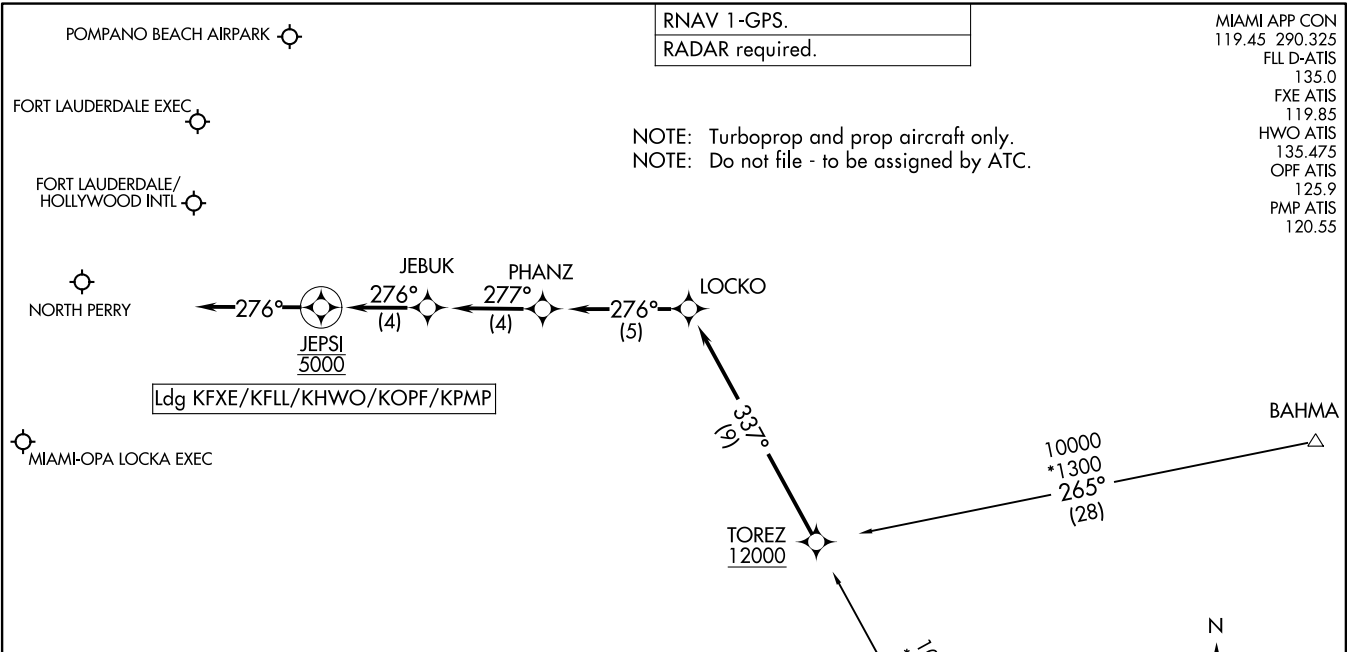 RNAV 1-GPS.
RADAR required.
MIAMI APP CON
119.45 290.325
FLL D-ATIS
135.0
FXE ATIS
119.85
HWO ATIS
135.475
OPF ATIS
125.9
PMP ATIS
120.55
POMPANO BEACH AIRPARK
FORT LAUDERDALE EXEC
NOTE: Turboprop and prop aircraft only.
NOTE: Do not file - to be assigned by ATC.
FORT LAUDERDALE/
HOLLYWOOD INTL
NORTH PERRY
276°
JEPSI
5000
276°
(4)
JEBUK
277°
(4)
PHANZ
276°
(5)
LOCKO
Ldg KFXE/KFLL/KHWO/KOPF/KPMP
MIAMI-OPA LOCKA EXEC
337°
(9)
BAHMA
10000
*1300
265°
(28)
TOREZ
12000
N